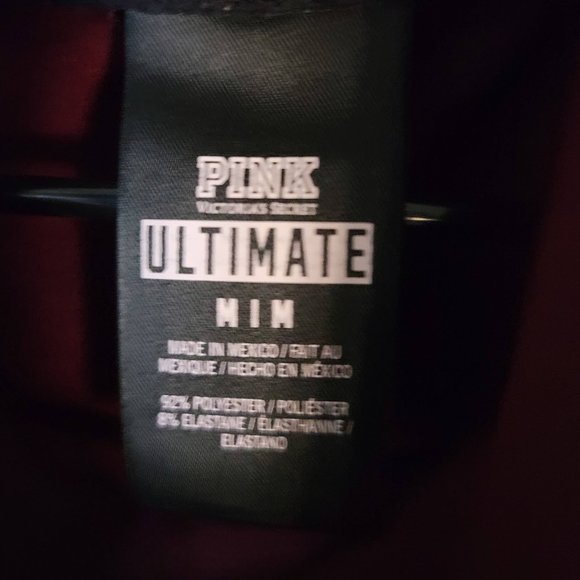 PINK
VICTORIA'S SECRET
ULTIMATE
M I M
MADE IN MEXICO / FAIT AU
MEXIQUE / HECHO EN MÉXICO
92% POLYESTER / POLIÉSTER
8% ELASTANE / ÉLASTHANNE /
ELASTANO